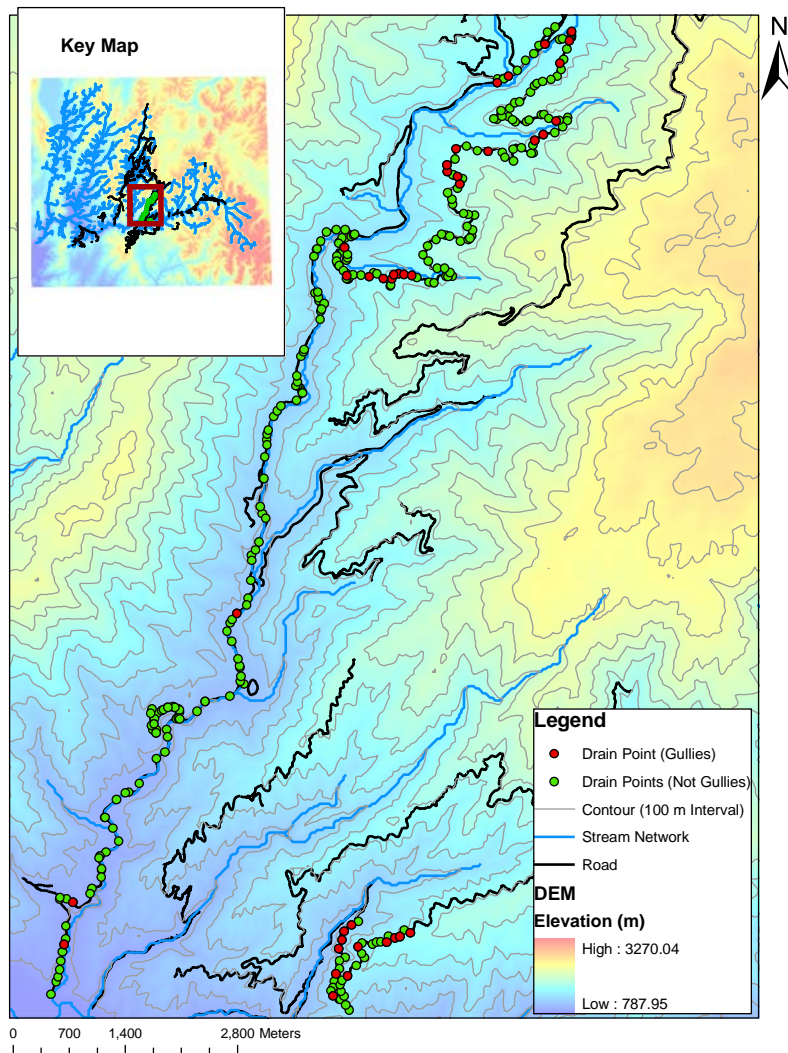 Key Map
N
Legend
Drain Point (Gullies)
Drain Points (Not Gullies)
Contour (100 m Interval)
Stream Network
Road
DEM
Elevation (m)
High : 3270.04
Low : 787.95
0 700 1,400 2,800 Meters